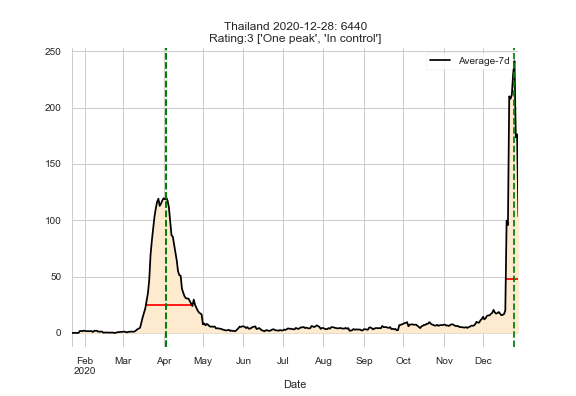 Thailand 2020-12-28: 6440
Rating:3 ['One peak', 'In control']
250
200
150
100
50
0
Average-7d
Feb Mar Apr May Jun Jul Aug Sep Oct Nov Dec
2020
Date